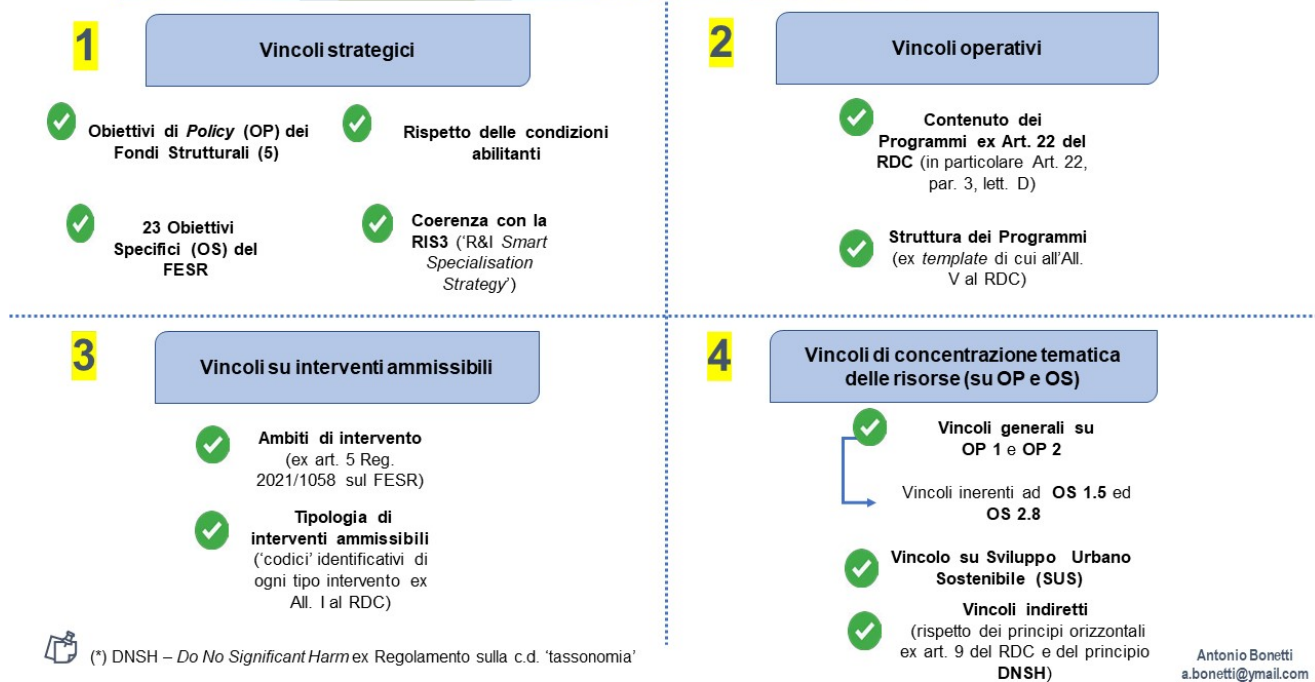 1
Vincoli strategici
Obiettivi di Policy (OP) dei
Fondi Strutturali (5)
Rispetto delle condizioni
abilitanti
23 Obiettivi
Specifici (OS) del
FESR
Coerenza con la
RIS3 (‘R&I Smart
Specialisation
Strategy’)
2
Vincoli operativi
Contenuto dei
Programmi ex Art. 22 del
RDC (in particolare Art. 22,
par. 3, lett. D)
Struttura dei Programmi
(ex template di cui all’All.
V al RDC)
3
Vincoli su interventi ammissibili
Ambiti di intervento
(ex art. 5 Reg.
2021/1058 sul FESR)
Tipologia di
interventi ammissibili
(‘codici’ identificativi di
ogni tipo intervento ex
All. I al RDC)
4
Vincoli di concentrazione tematica
delle risorse (su OP e OS)
Vincoli generali su
OP 1 e OP 2
Vincoli inerenti ad OS 1.5 ed
OS 2.8
Vincolo su Sviluppo Urbano
Sostenibile (SUS)
Vincoli indiretti
(rispetto dei principi orizzontali
ex art. 9 del RDC e del principio
DNSH)
(*) DNSH – Do No Significant Harm ex Regolamento sulla c.d. ‘tassonomia’
Antonio Bonetti
a.bonetti@ymail.com